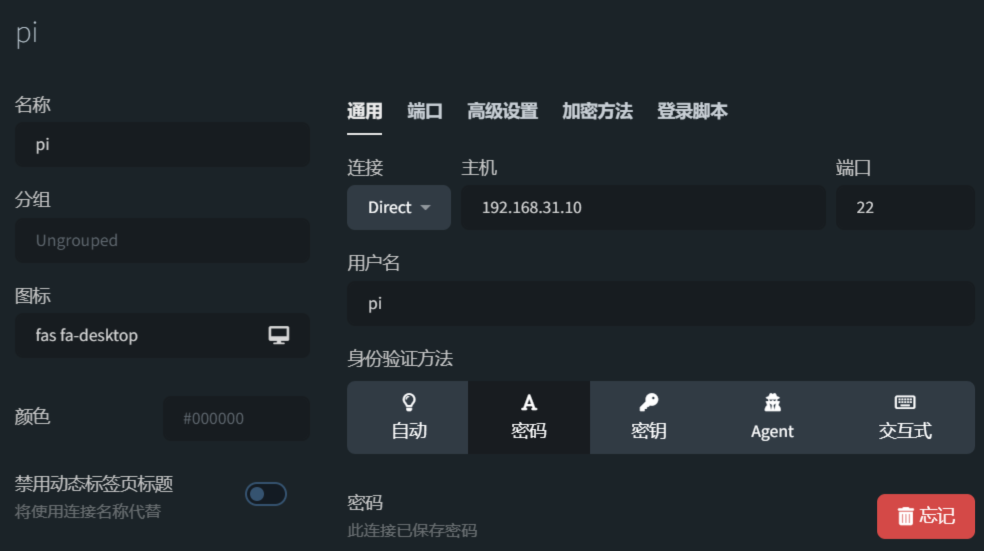 pi
名称
pi
分组
Ungrouped
图标
fas fa-desktop
颜色
#000000
禁用动态标签页标题
将使用连接名称代替
通用 端口 高级设置 加密方法 登录脚本
连接 主机 端口
Direct 192.168.31.10 22
用户名
pi
身份验证方法
自动 密码 密钥 Agent 交互式
密码
此连接已保存密码
忘记